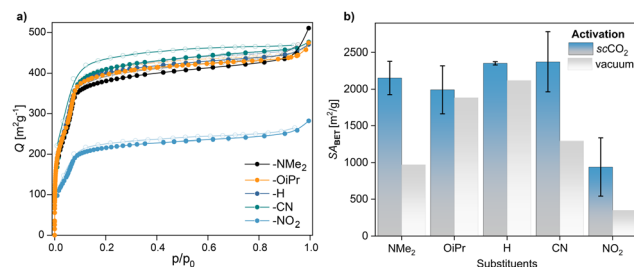 a)
500
400
300
200
100
0
Q [m²g⁻¹]
-NMe₂
-OiPr
-H
-CN
-NO₂
0.0 0.2 0.4 0.6 0.8 1.0
p/p₀
b)
Activation
scCO₂
vacuum
2500
2000
1500
1000
500
0
SA_BET [m²/g]
NMe₂ OiPr H CN NO₂
Substituents